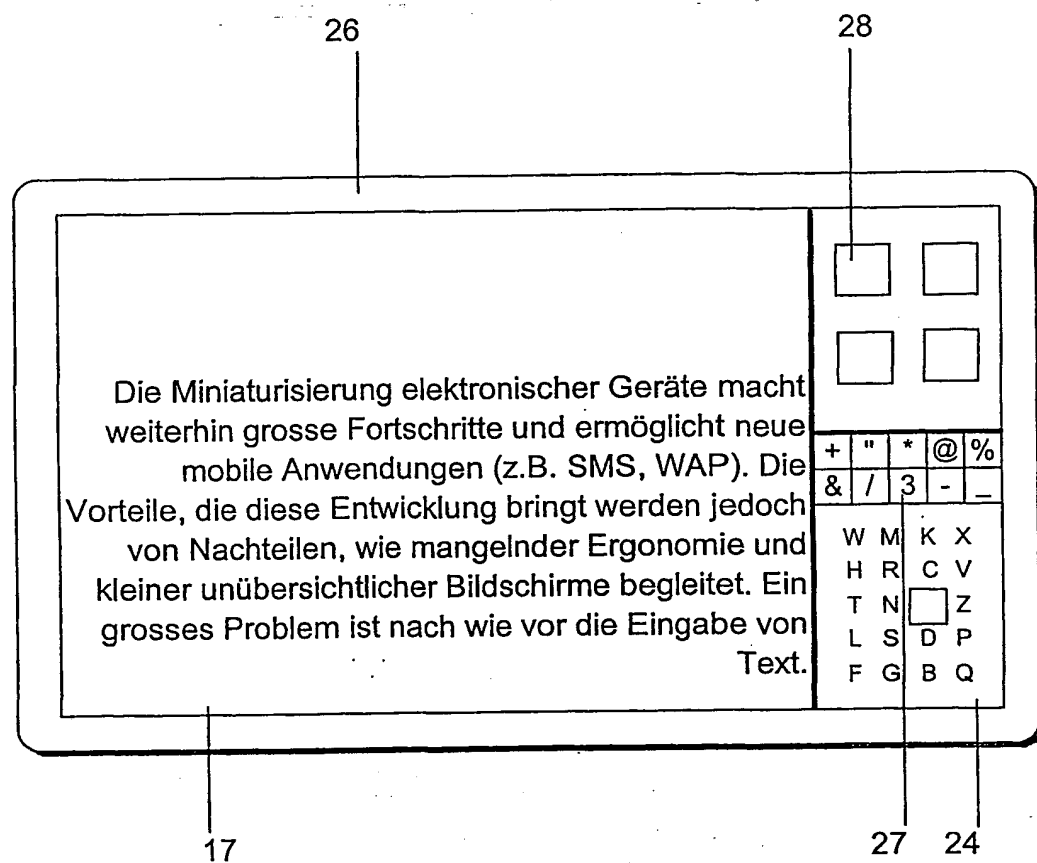 26
28
Die Miniaturisierung elektronischer Geräte macht
weiterhin grosse Fortschritte und ermöglicht neue
mobile Anwendungen (z.B. SMS, WAP). Die
Vorteile, die diese Entwicklung bringt werden jedoch
von Nachteilen, wie mangelnder Ergonomie und
kleiner unübersichtlicher Bildschirme begleitet. Ein
grosses Problem ist nach wie vor die Eingabe von
Text.
+ " * @ %
& / 3 - _
W M K X
H R C V
T N Z
L S D P
F G B Q
17
27
24